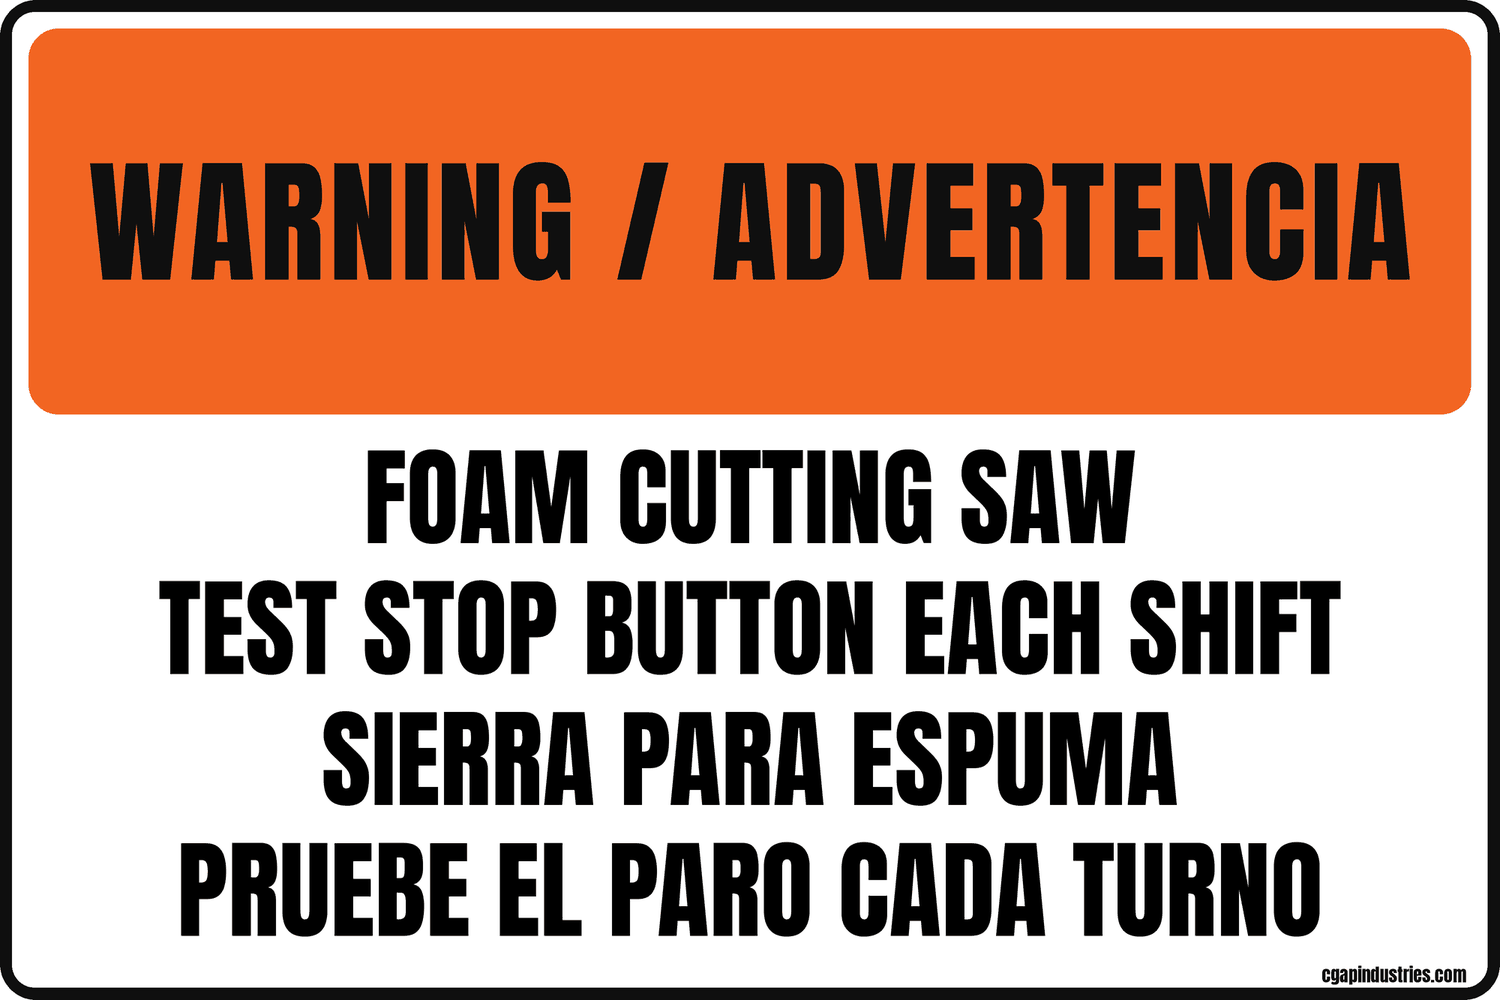 WARNING / ADVERTENCIA
FOAM CUTTING SAW
TEST STOP BUTTON EACH SHIFT
SIERRA PARA ESPUMA
PRUEBE EL PARO CADA TURNO
cgapindustries.com